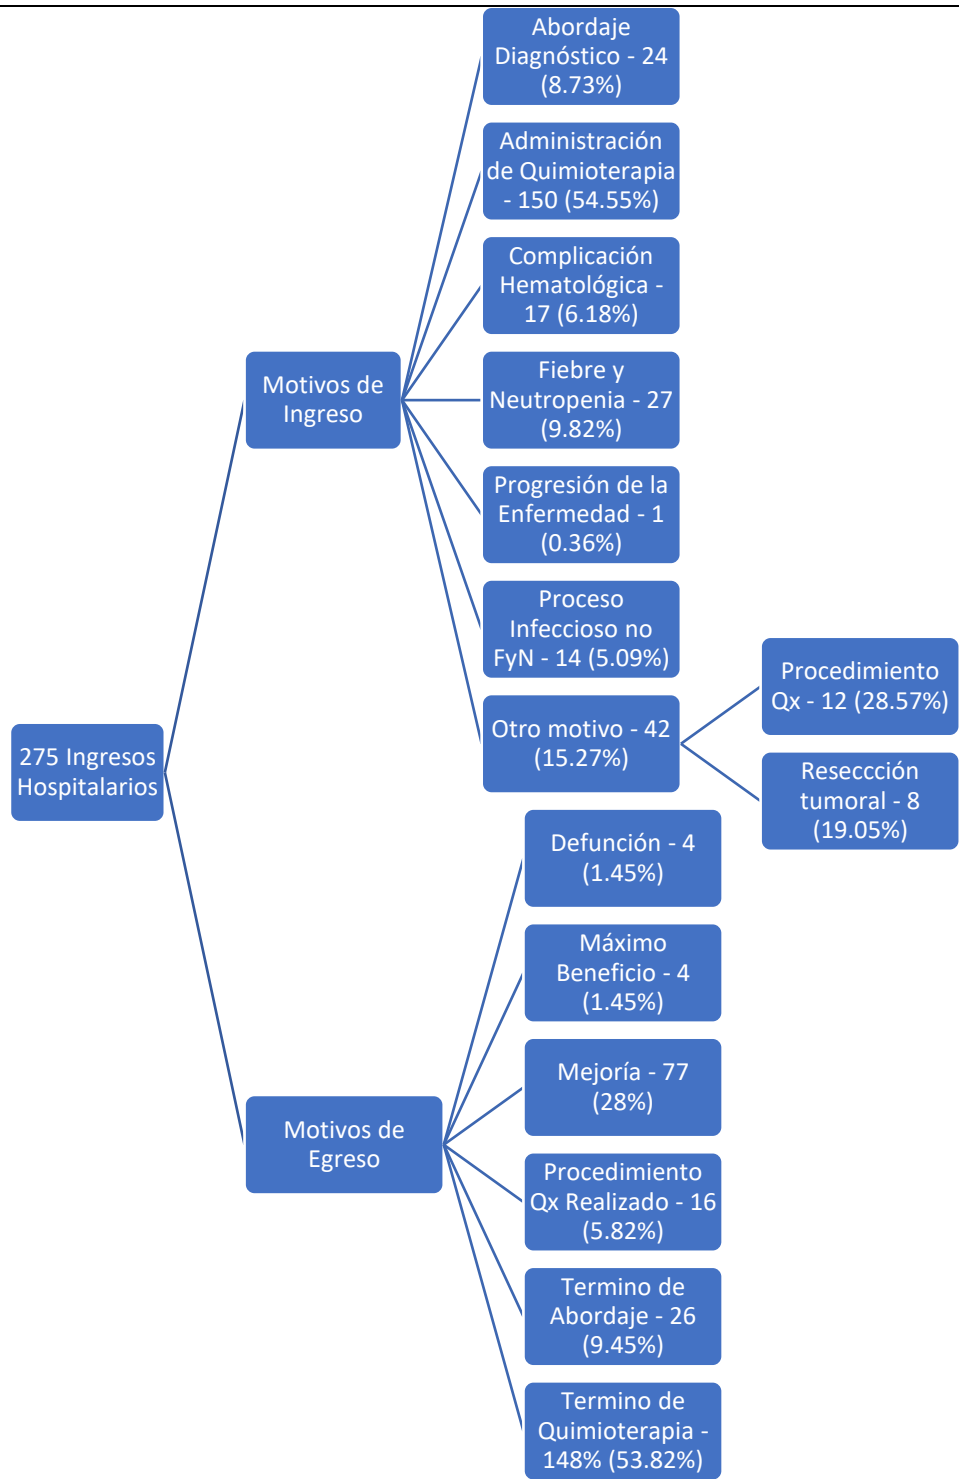 275 Ingresos
Hospitalarios
Motivos de
Ingreso
Abordaje
Diagnóstico - 24
(8.73%)
Administración
de Quimioterapia
- 150 (54.55%)
Complicación
Hematológica -
17 (6.18%)
Fiebre y
Neutropenia - 27
(9.82%)
Progresión de la
Enfermedad - 1
(0.36%)
Proceso
Infeccioso no
FyN - 14 (5.09%)
Otro motivo - 42
(15.27%)
Procedimiento
Qx - 12 (28.57%)
Reseccción
tumoral - 8
(19.05%)
Motivos de
Egreso
Defunción - 4
(1.45%)
Máximo
Beneficio - 4
(1.45%)
Mejoría - 77
(28%)
Procedimiento
Qx Realizado - 16
(5.82%)
Termino de
Abordaje - 26
(9.45%)
Termino de
Quimioterapia -
148% (53.82%)